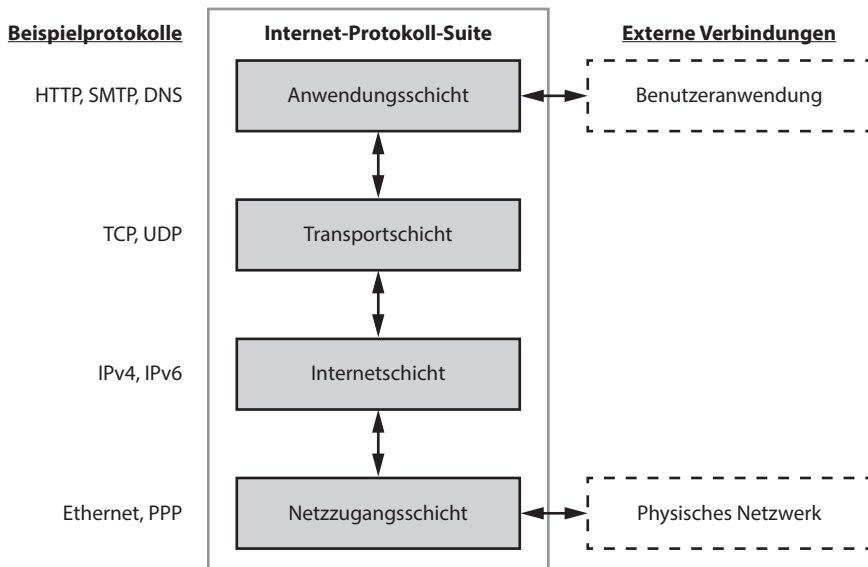 Beispielprotokolle Internet-Protokoll-Suite Externe Verbindungen
HTTP, SMTP, DNS Anwendungsschicht Benutzeranwendung
TCP, UDP Transportschicht
IPv4, IPv6 Internetschicht
Ethernet, PPP Netzzugangsschicht Physisches Netzwerk